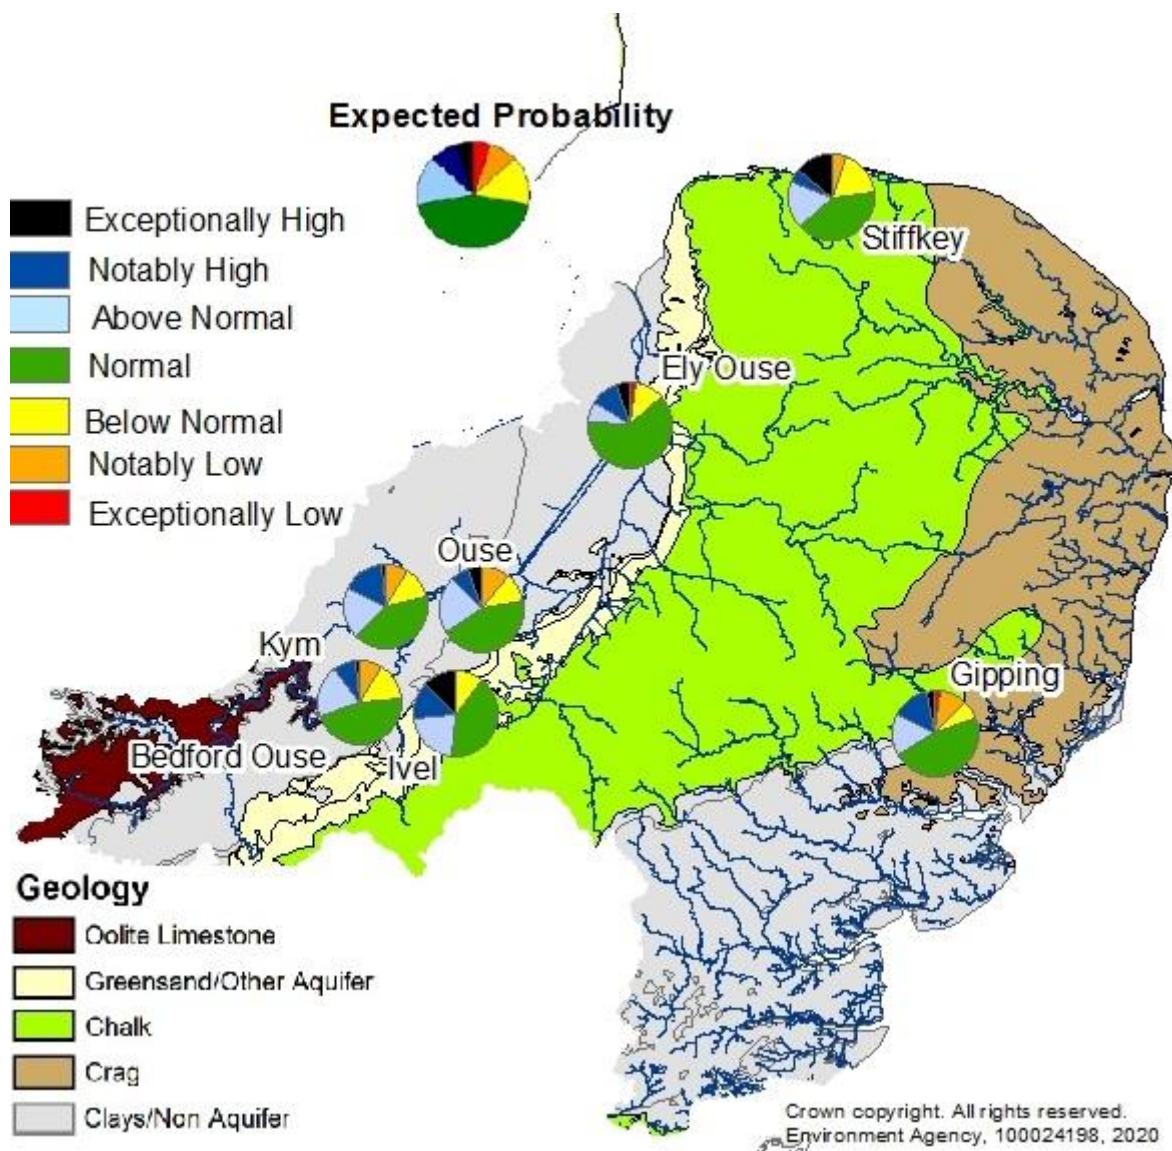 Expected Probability
Exceptionally High
Notably High
Above Normal
Normal
Below Normal
Notably Low
Exceptionally Low
Stiffkey
Ely Ouse
Ouse
Kym
Bedford Ouse
Ivel
Gipping
Geology
Oolite Limestone
Greensand/Other Aquifer
Chalk
Crag
Clays/Non Aquifer
Crown copyright. All rights reserved.
Environment Agency, 100024198, 2020